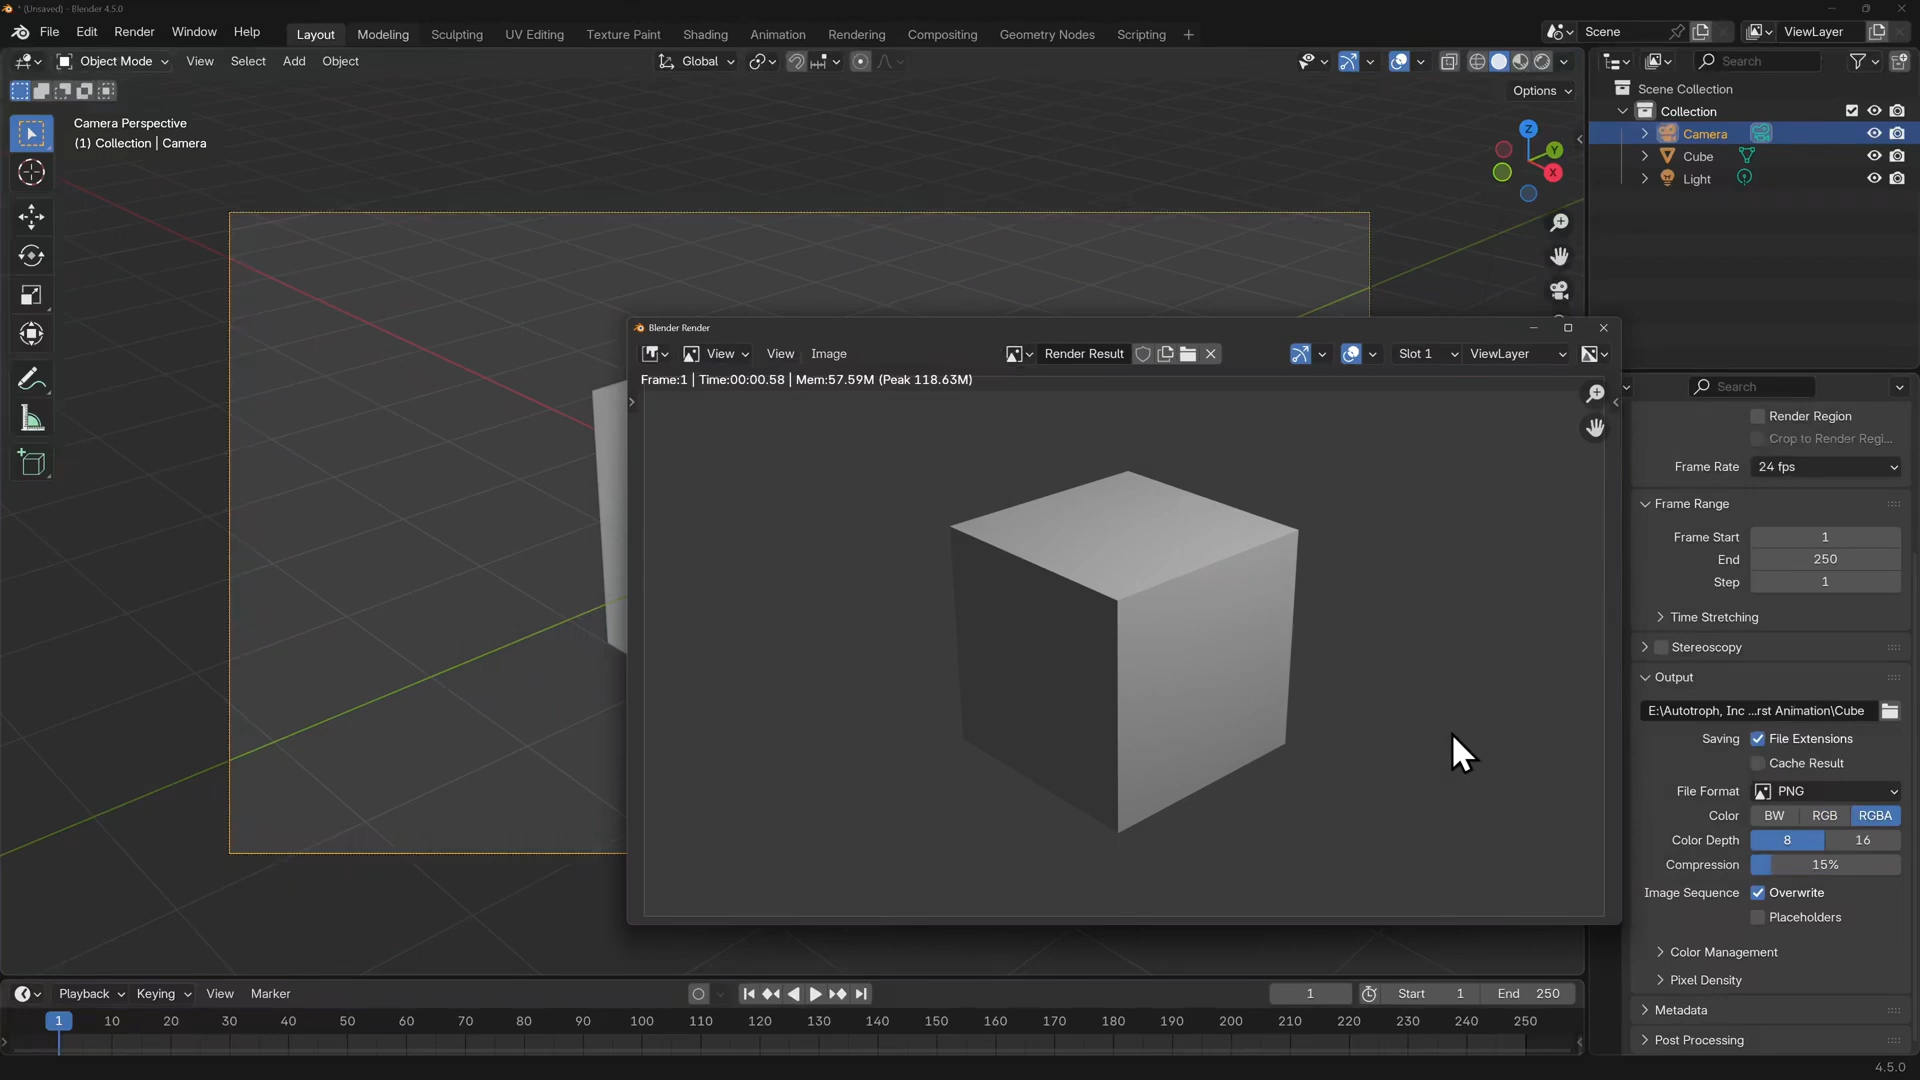 * (Unsaved) - Blender 4.5.0
File Edit Render Window Help
Layout Modeling Sculpting UV Editing Texture Paint Shading Animation Rendering Compositing Geometry Nodes Scripting +
Scene
ViewLayer
Object Mode View Select Add Object
Global
Search
Options
Camera Perspective
(1) Collection | Camera
Z
Y
X
Scene Collection
Collection
Camera
Cube
Light
Blender Render
View View Image
Render Result
Slot 1 ViewLayer
Frame:1 | Time:00:00.58 | Mem:57.59M (Peak 118.63M)
Search
Render Region
Crop to Render Regi...
Frame Rate 24 fps
Frame Range
Frame Start 1
End 250
Step 1
Time Stretching
Stereoscopy
Output
E:\Autotroph, Inc ...rst Animation\Cube
Saving File Extensions
Cache Result
File Format PNG
Color BW RGB RGBA
Color Depth 8 16
Compression 15%
Image Sequence Overwrite
Placeholders
Color Management
Pixel Density
Metadata
Post Processing
Playback Keying View Marker
1 Start 1 End 250
1 10 20 30 40 50 60 70 80 90 100 110 120 130 140 150 160 170 180 190 200 210 220 230 240 250
4.5.0